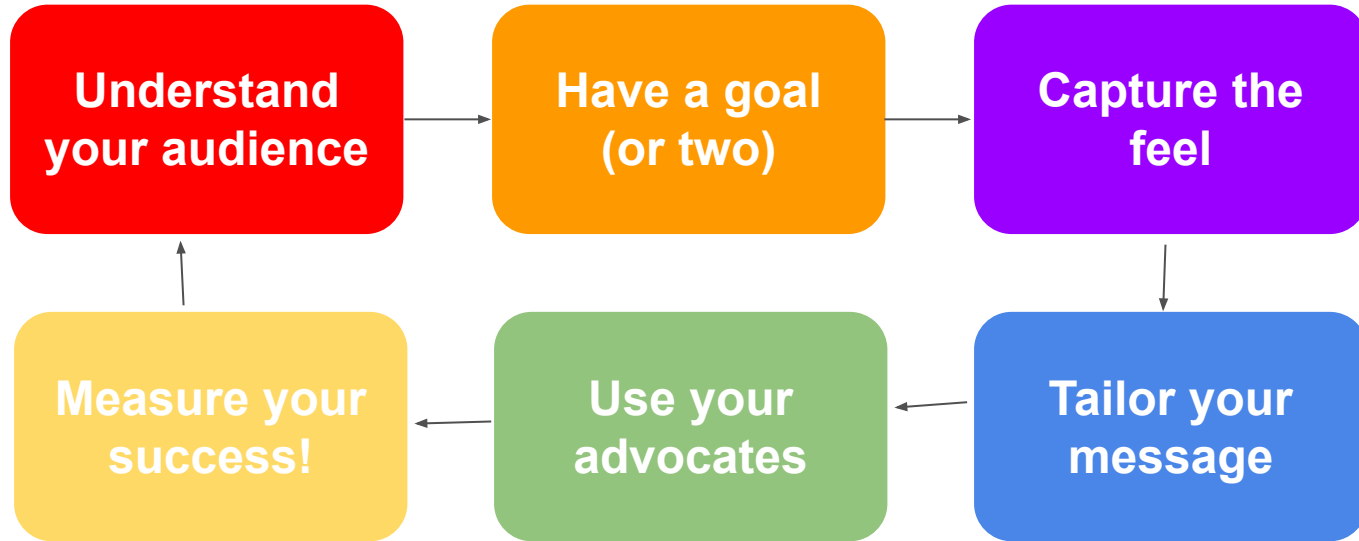 Understand
your audience
Have a goal
(or two)
Capture the
feel
Tailor your
message
Use your
advocates
Measure your
success!